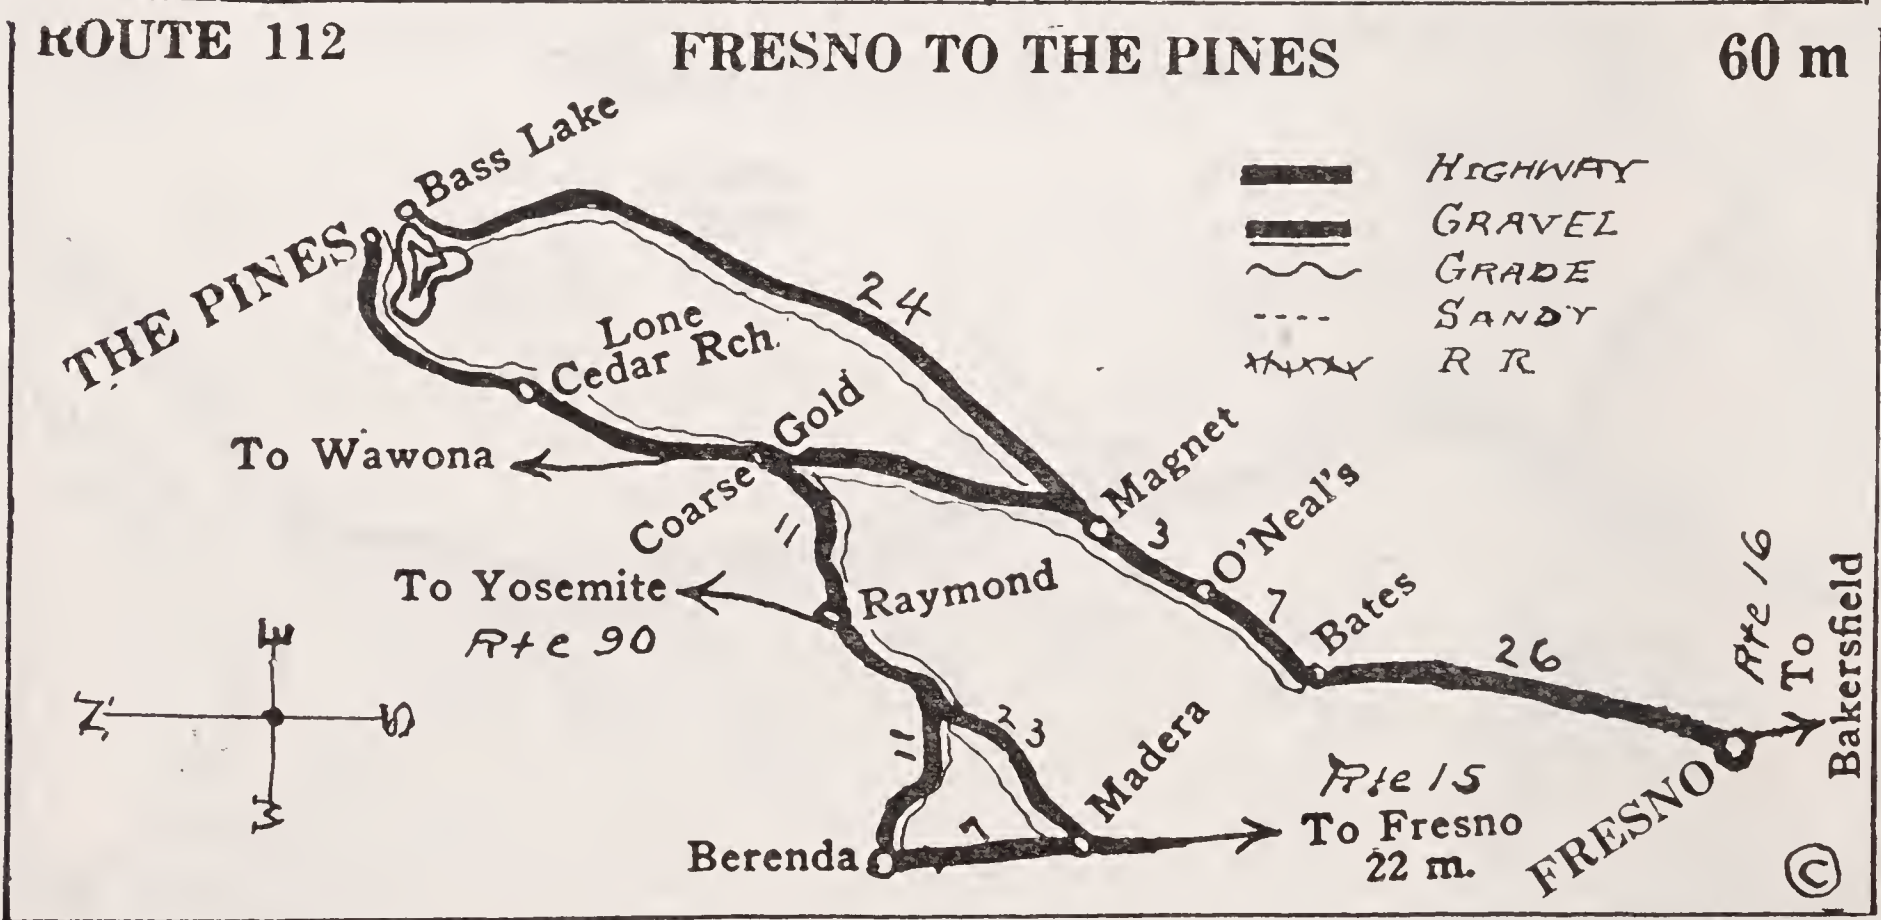 ROUTE 112
FRESNO TO THE PINES
60 m
HIGHWAY
GRAVEL
GRADE
SANDY
R R
Bass Lake
THE PINES
24
Lone
Cedar Rch.
Coarse Gold
To Wawona
Magnet
3
O'Neal's
7
Bates
11
To Yosemite
Rte 90
Raymond
26
Rte 16
To
Bakersfield
E
N
S
W
11
23
Madera
7
Berenda
Rte 15
To Fresno
22 m.
FRESNO
©